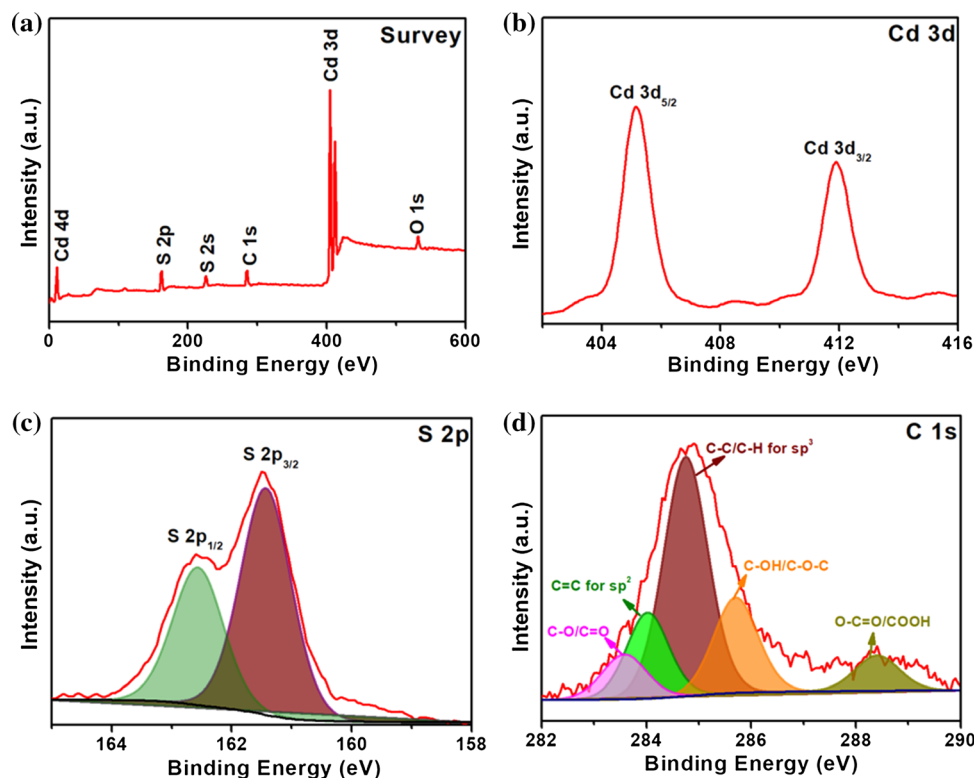 (a)
Survey
Cd 4d
S 2p
S 2s
C 1s
Cd 3d
O 1s
Intensity (a.u.)
0 200 400 600
Binding Energy (eV)
(b)
Cd 3d
Cd 3d5/2
Cd 3d3/2
Intensity (a.u.)
404 408 412 416
Binding Energy (eV)
(c)
S 2p
S 2p3/2
S 2p1/2
Intensity (a.u.)
164 162 160 158
Binding Energy (eV)
(d)
C 1s
C-C/C-H for sp3
C-OH/C-O-C
C=C for sp2
C-O/C=O
O-C=O/COOH
Intensity (a.u.)
282 284 286 288 290
Binding Energy (eV)